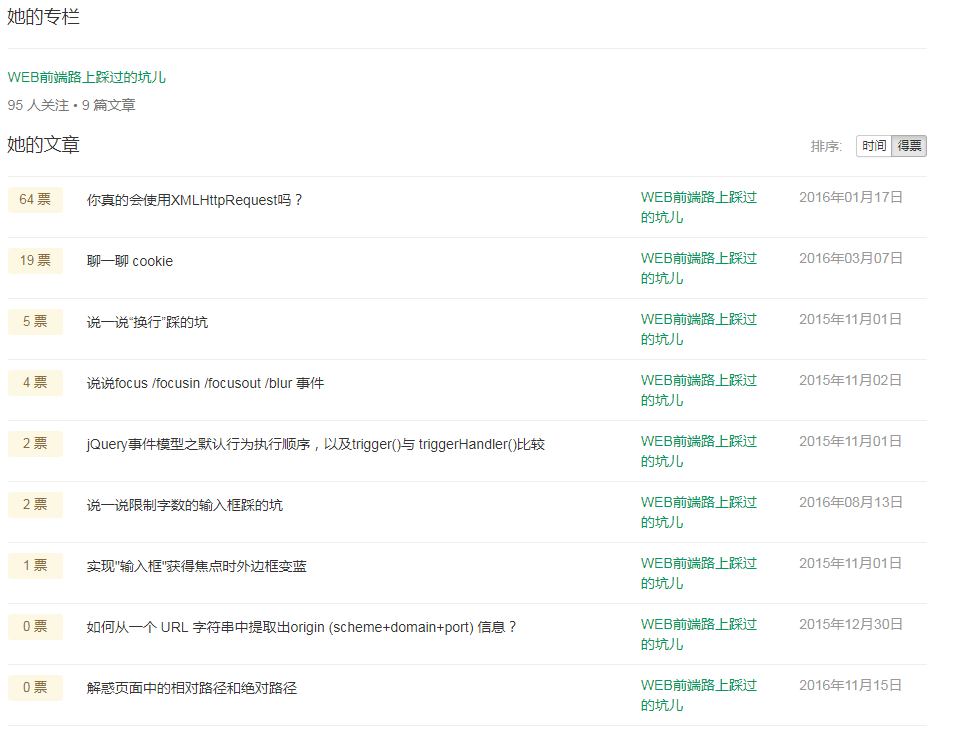 她的专栏
WEB前端路上踩过的坑儿
95 人关注 • 9 篇文章
她的文章
排序: 时间 得票
64 票 你真的会使用XMLHttpRequest吗？ WEB前端路上踩过 2016年01月17日
的坑儿
19 票 聊一聊 cookie WEB前端路上踩过 2016年03月07日
的坑儿
5 票 说一说“换行”踩的坑 WEB前端路上踩过 2015年11月01日
的坑儿
4 票 说说focus /focusin /focusout /blur 事件 WEB前端路上踩过 2015年11月02日
的坑儿
2 票 jQuery事件模型之默认行为执行顺序，以及trigger()与 triggerHandler()比较 WEB前端路上踩过 2015年11月01日
的坑儿
2 票 说一说限制字数的输入框踩的坑 WEB前端路上踩过 2016年08月13日
的坑儿
1 票 实现"输入框"获得焦点时外边框变蓝 WEB前端路上踩过 2015年11月01日
的坑儿
0 票 如何从一个 URL 字符串中提取出origin (scheme+domain+port) 信息？ WEB前端路上踩过 2015年12月30日
的坑儿
0 票 解惑页面中的相对路径和绝对路径 WEB前端路上踩过 2016年11月15日
的坑儿